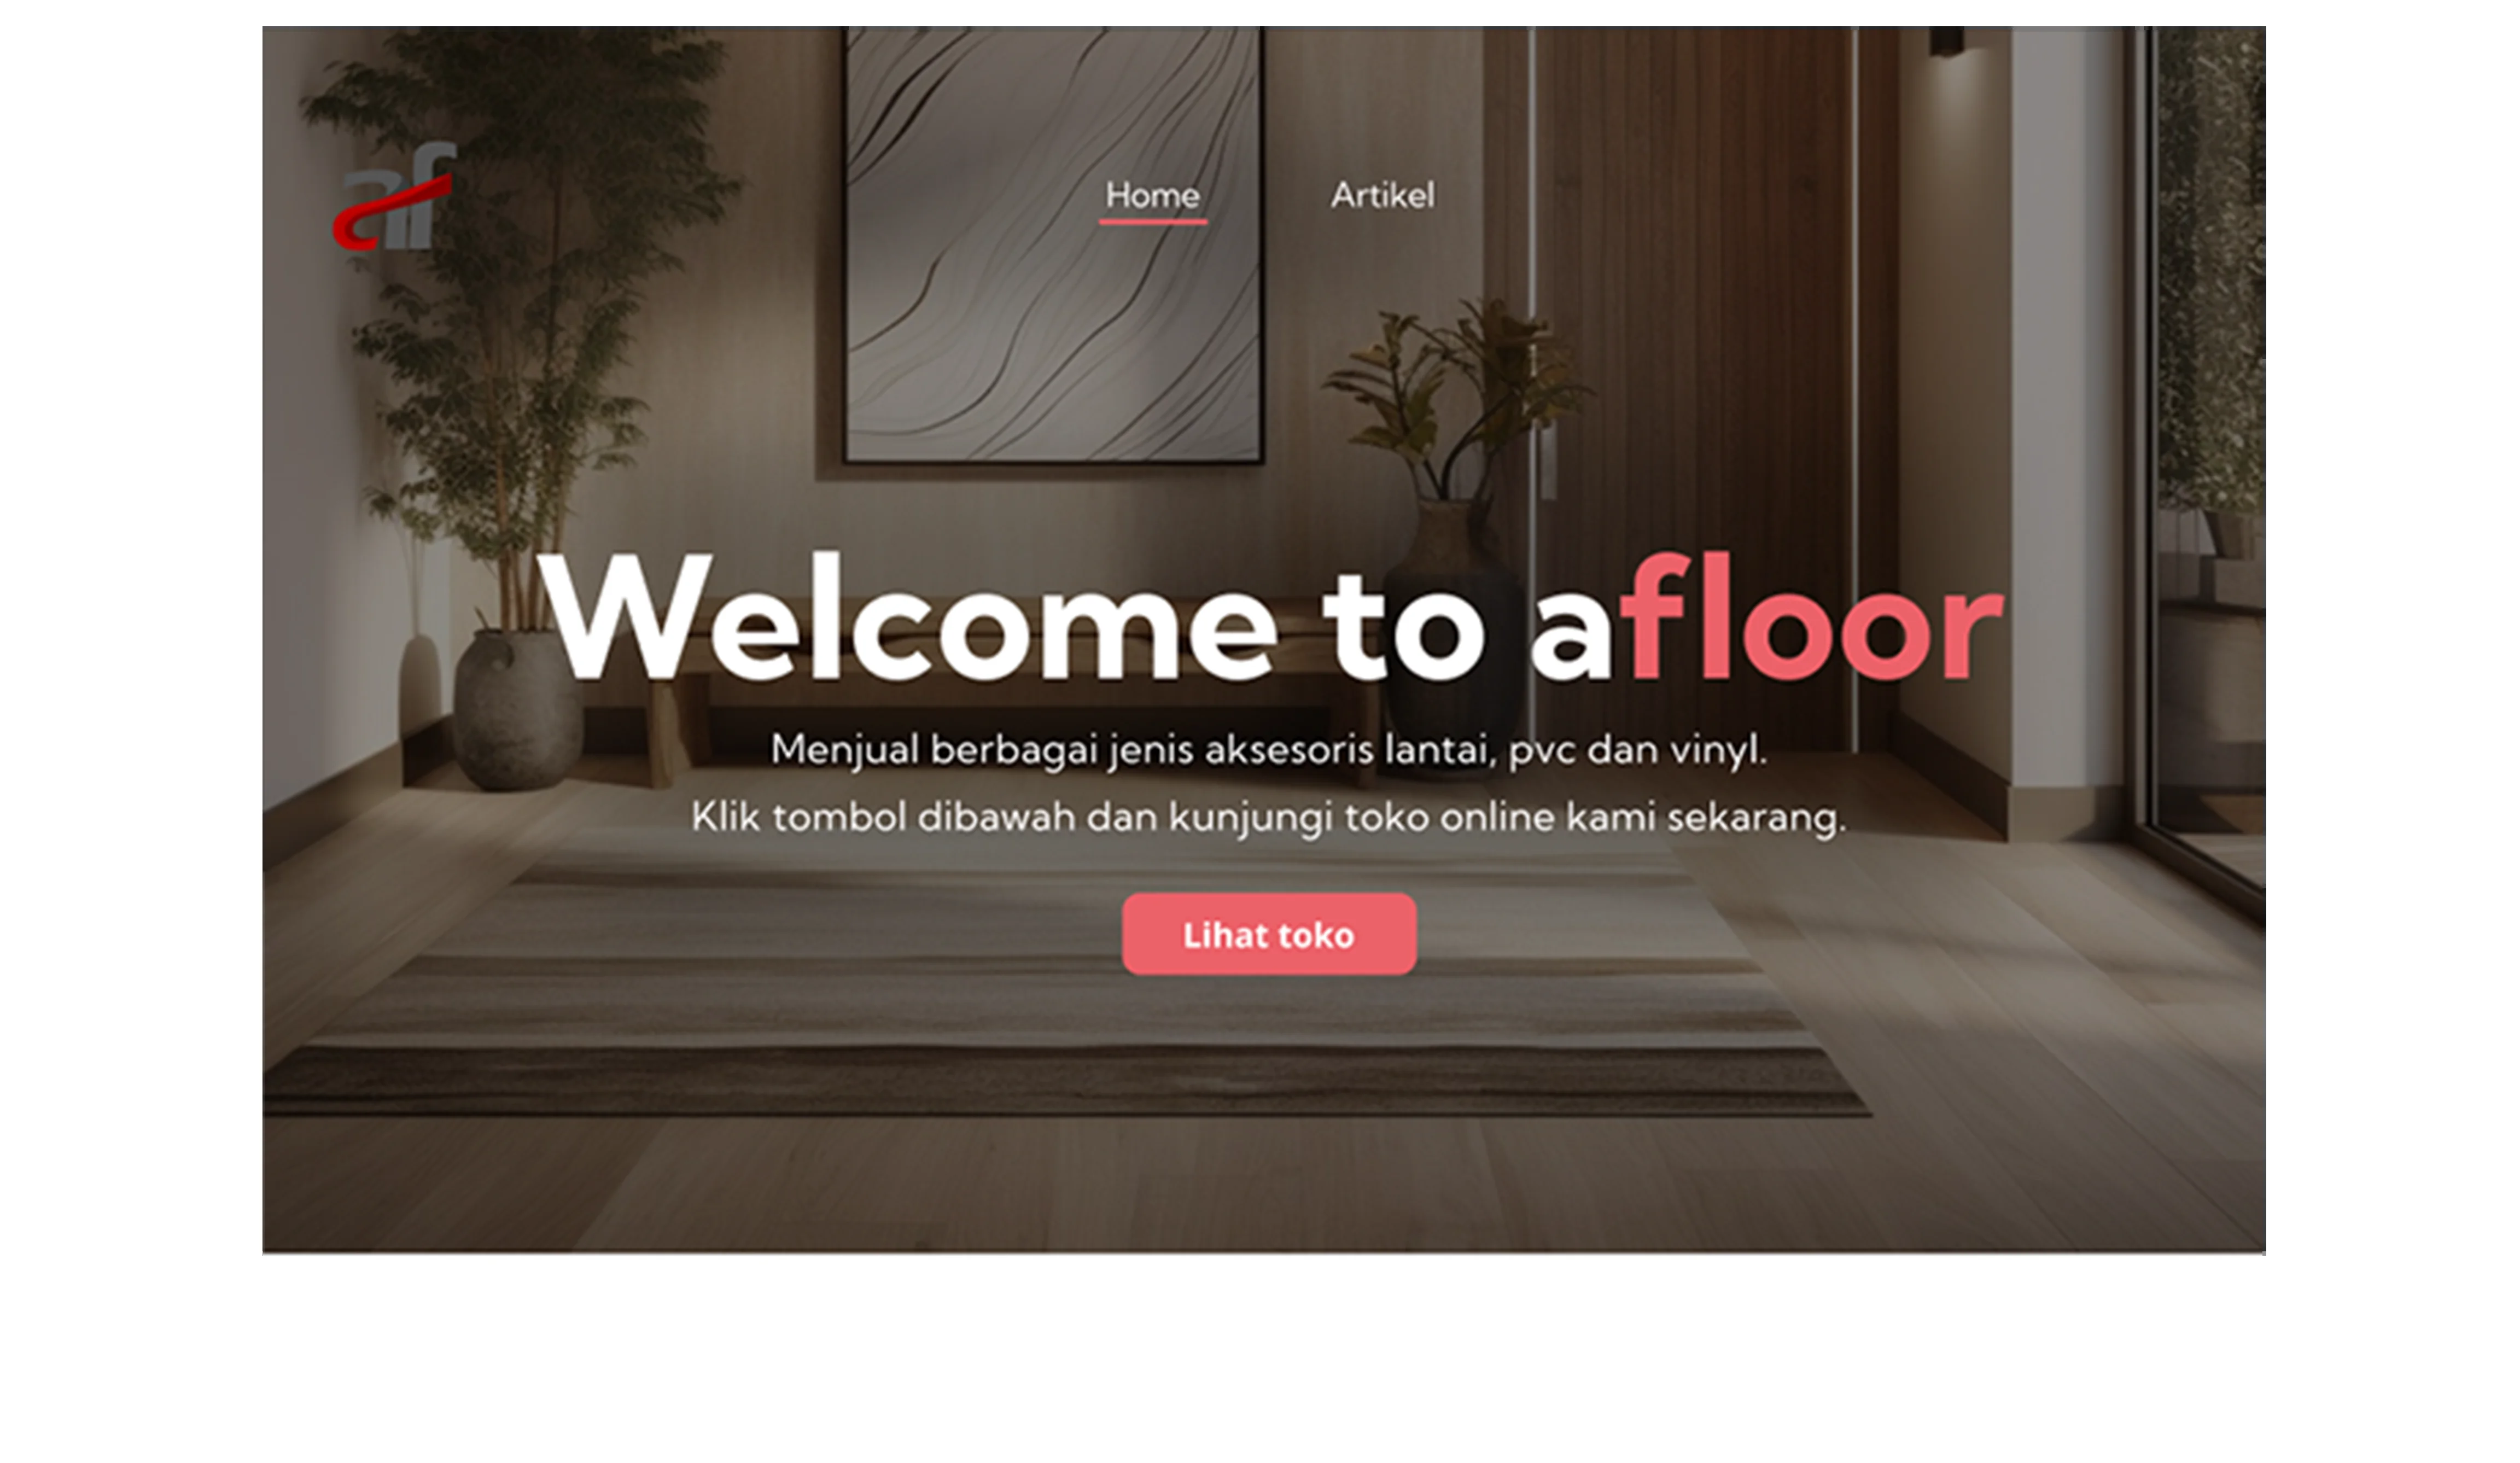 af
Home
Artikel
Welcome to afloor
Menjual berbagai jenis aksesoris lantai, pvc dan vinyl.
Klik tombol dibawah dan kunjungi toko online kami sekarang.
Lihat toko